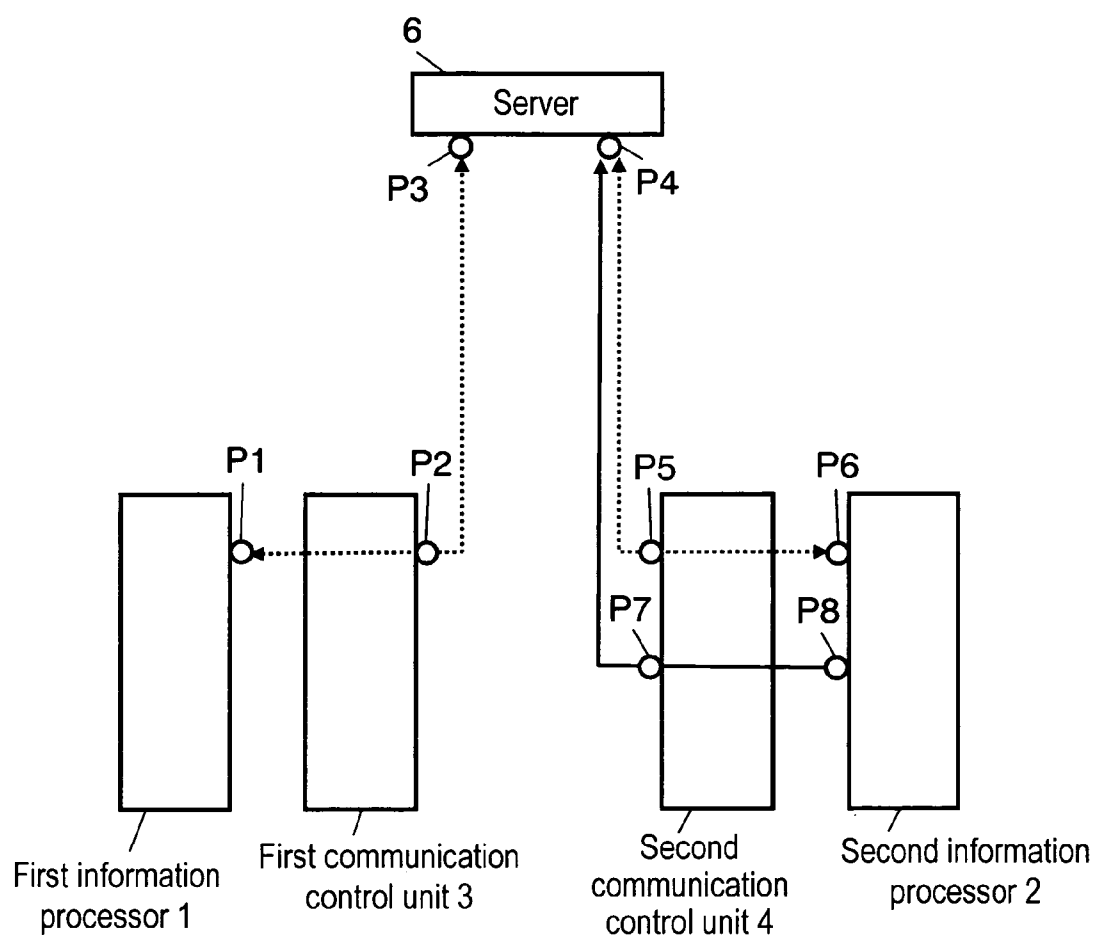 6
Server
P3
P4
P1
P2
P5
P6
P7
P8
First information
processor 1
First communication
control unit 3
Second
communication
control unit 4
Second information
processor 2